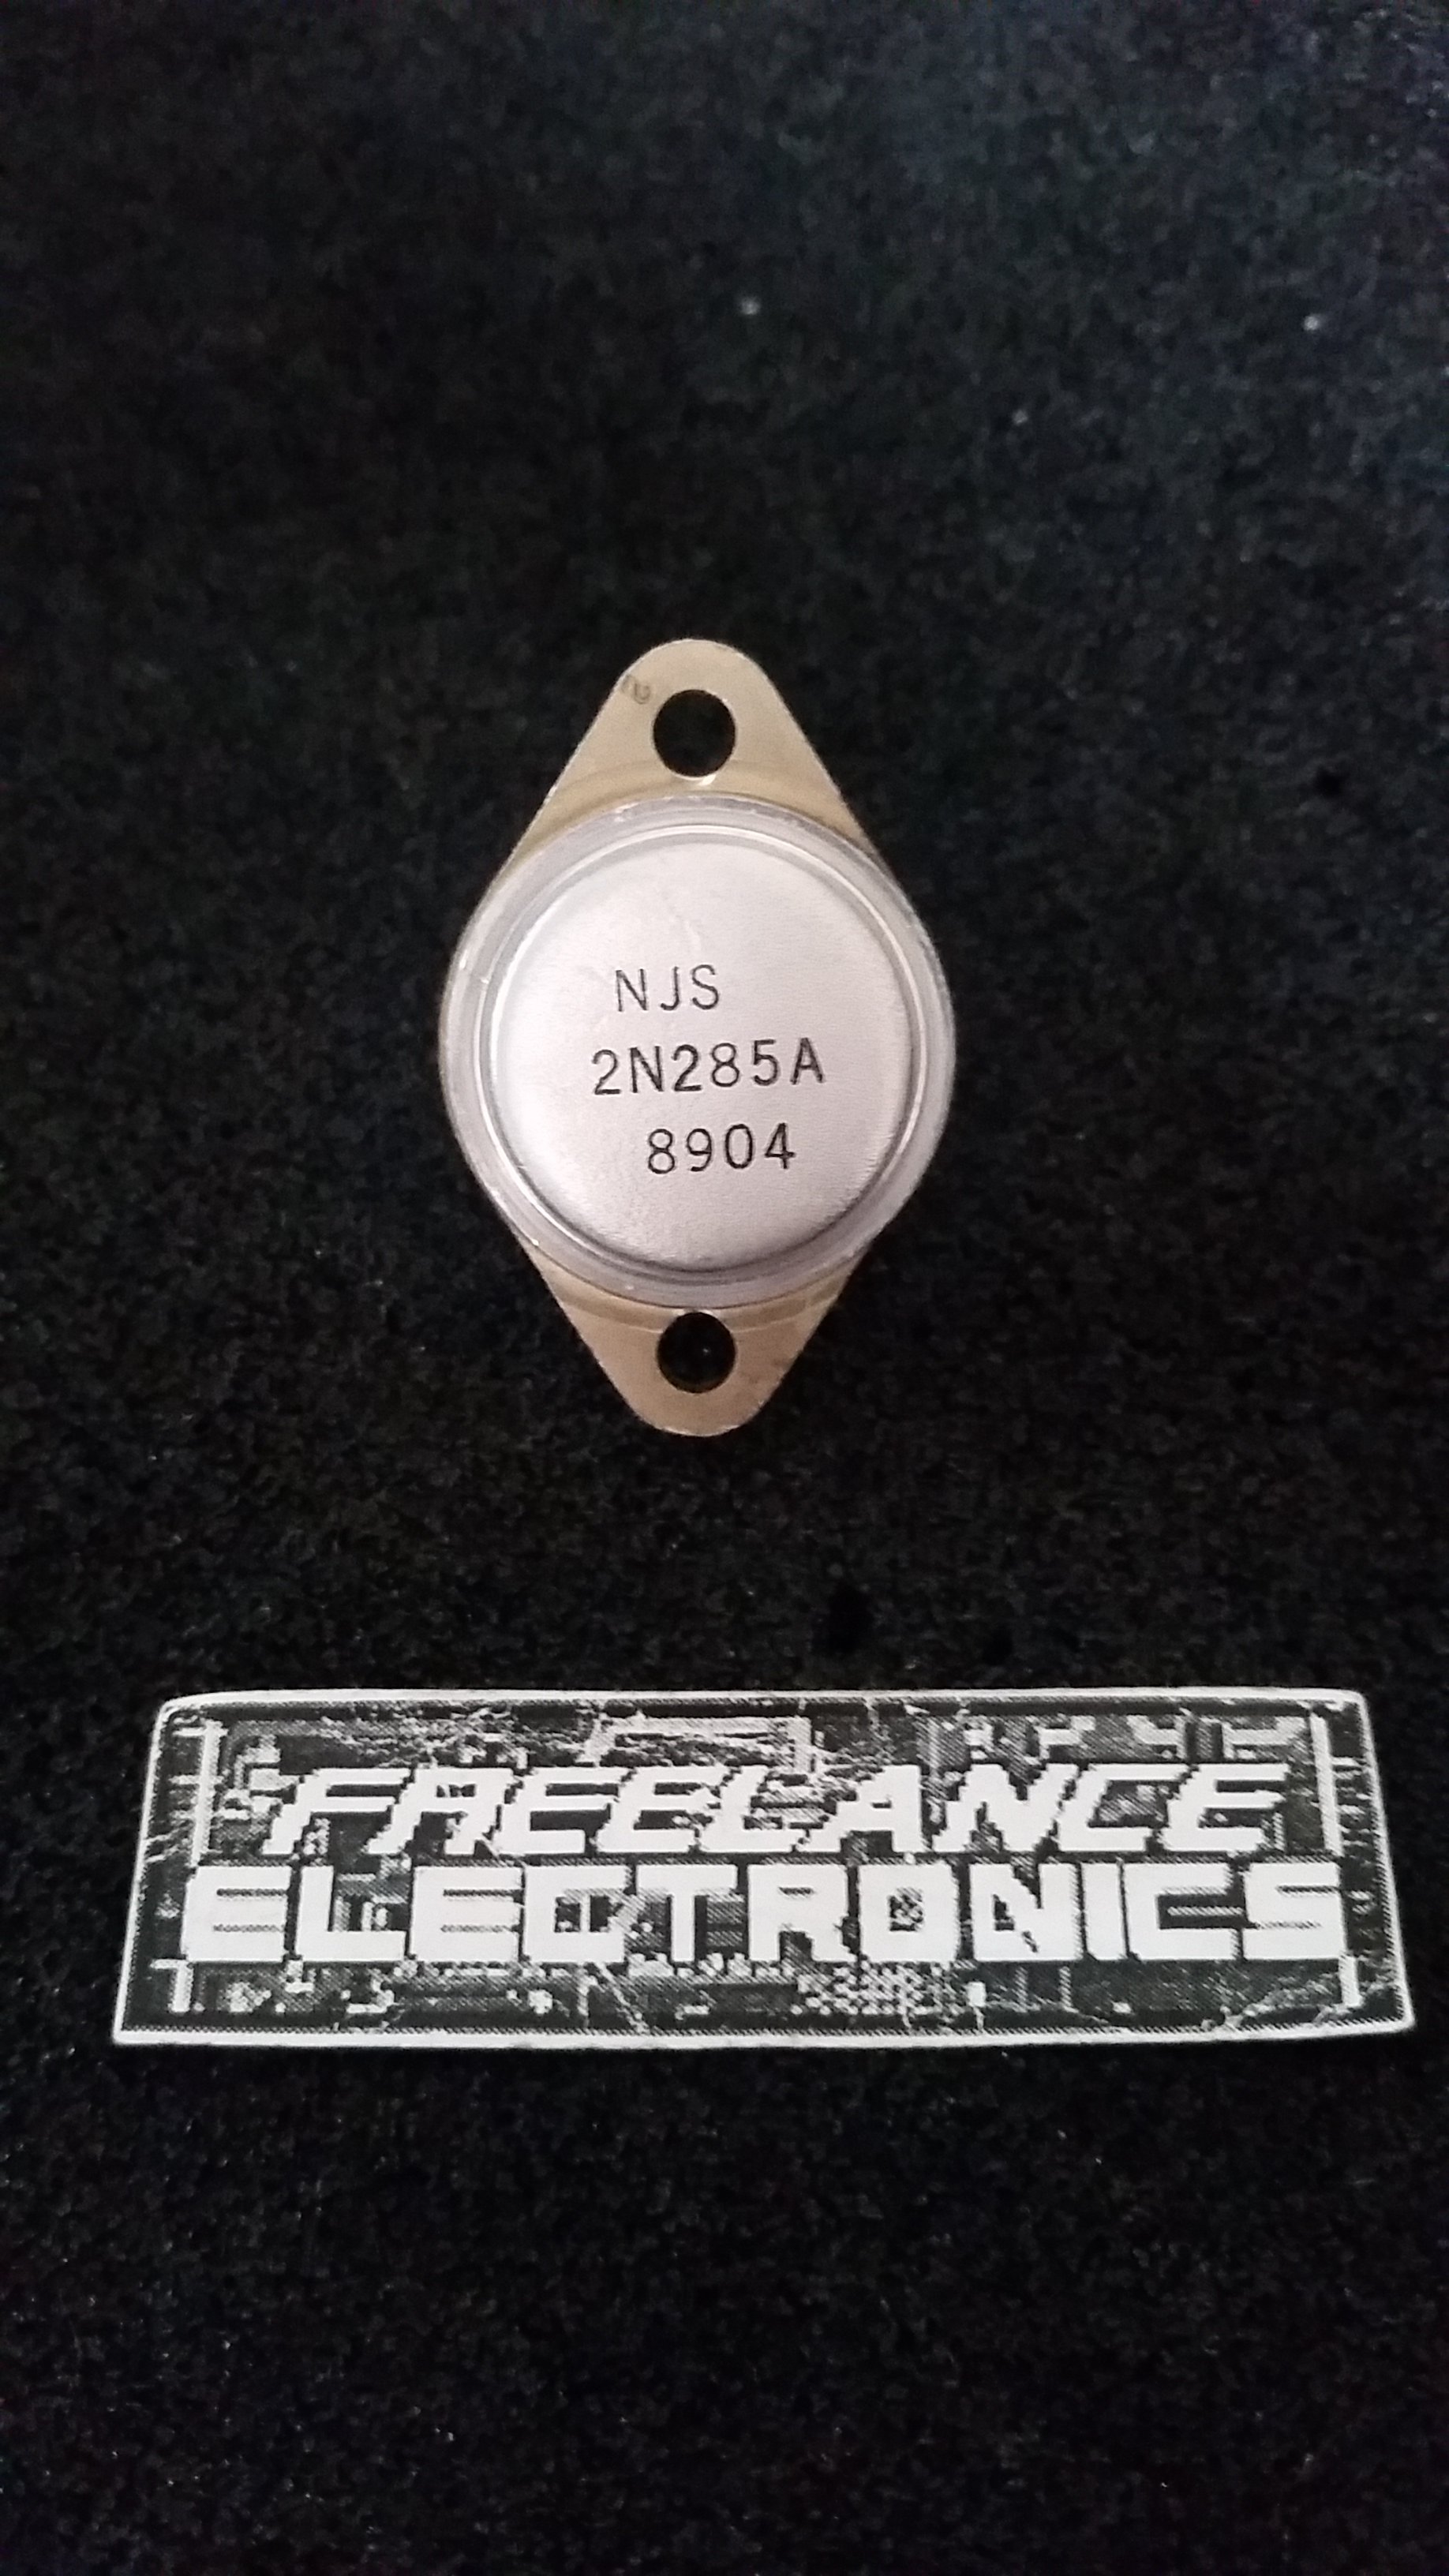 NJS
2N285A
8904
FREELANCE
ELECTRONICS